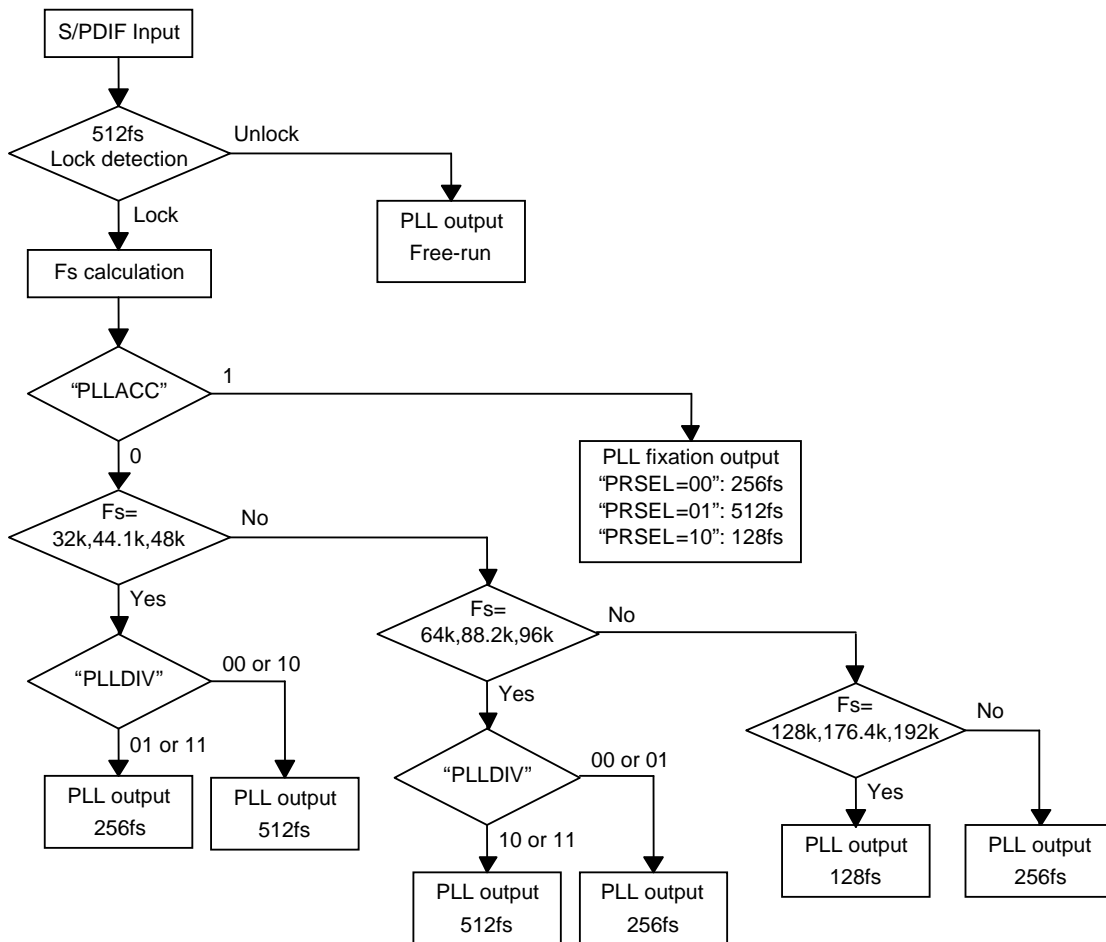 S/PDIF Input
512fs
Lock detection
Unlock
Lock
PLL output
Free-run
Fs calculation
“PLLACC”
1
0
PLL fixation output
“PRSEL=00”: 256fs
“PRSEL=01”: 512fs
“PRSEL=10”: 128fs
Fs=
32k,44.1k,48k
No
Yes
Fs=
64k,88.2k,96k
No
Yes
“PLLDIV”
00 or 10
01 or 11
PLL output
256fs
PLL output
512fs
“PLLDIV”
00 or 01
10 or 11
PLL output
512fs
PLL output
256fs
Fs=
128k,176.4k,192k
No
Yes
PLL output
128fs
PLL output
256fs